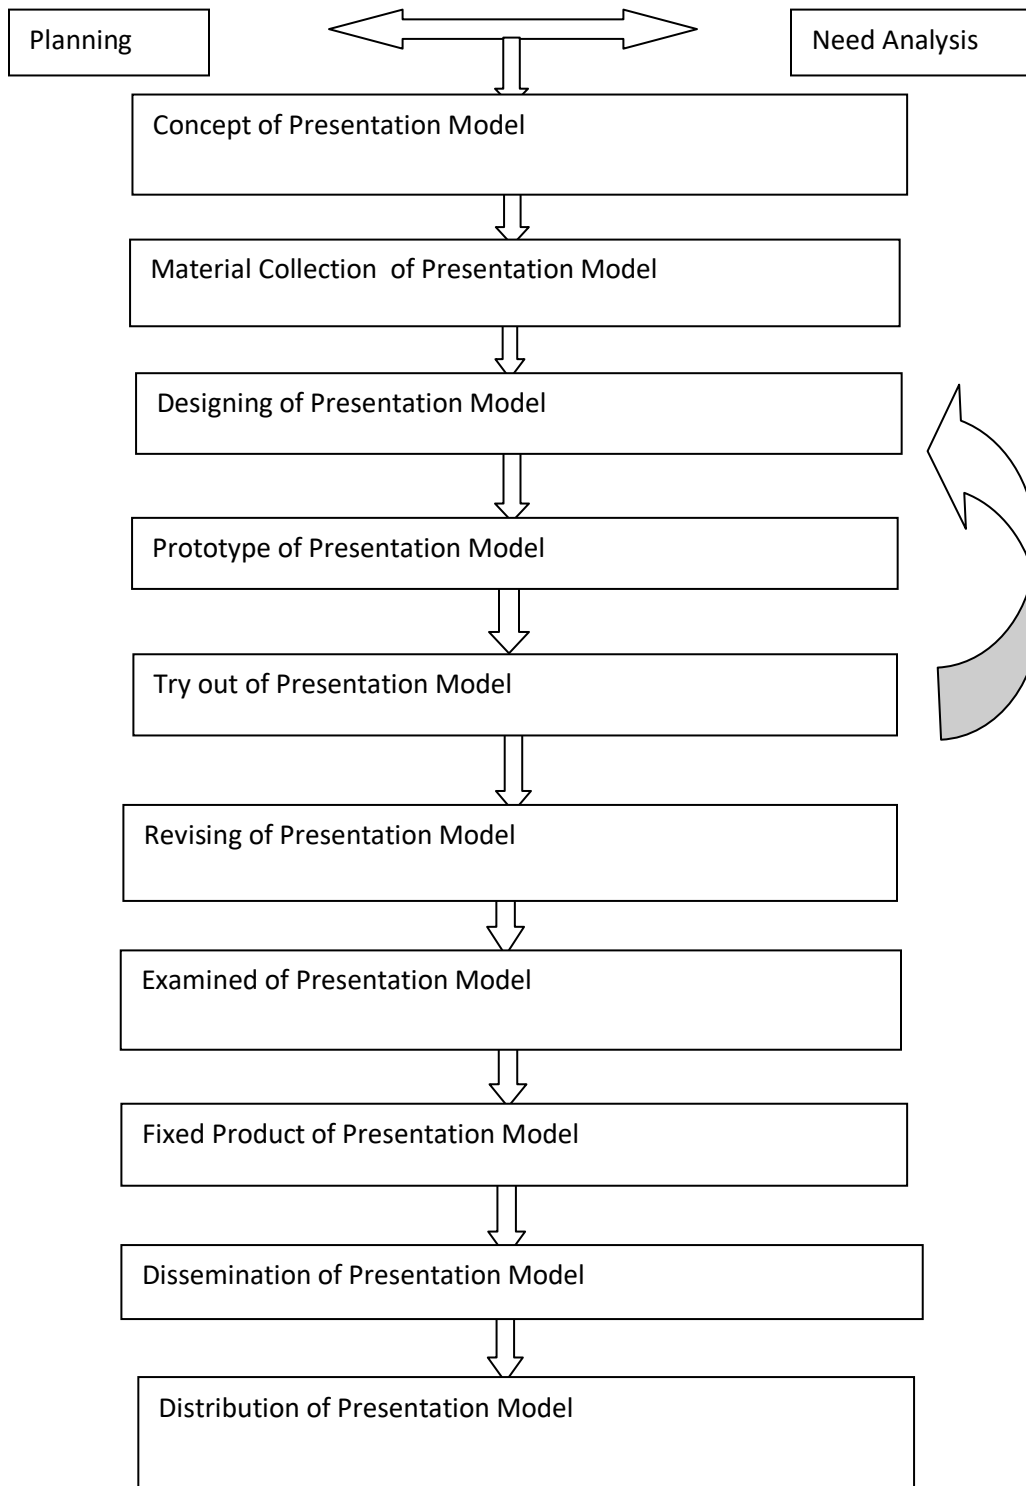 Planning
Need Analysis
Concept of Presentation Model
Material Collection  of Presentation Model
Designing of Presentation Model
Prototype of Presentation Model
Try out of Presentation Model
Revising of Presentation Model
Examined of Presentation Model
Fixed Product of Presentation Model
Dissemination of Presentation Model
Distribution of Presentation Model